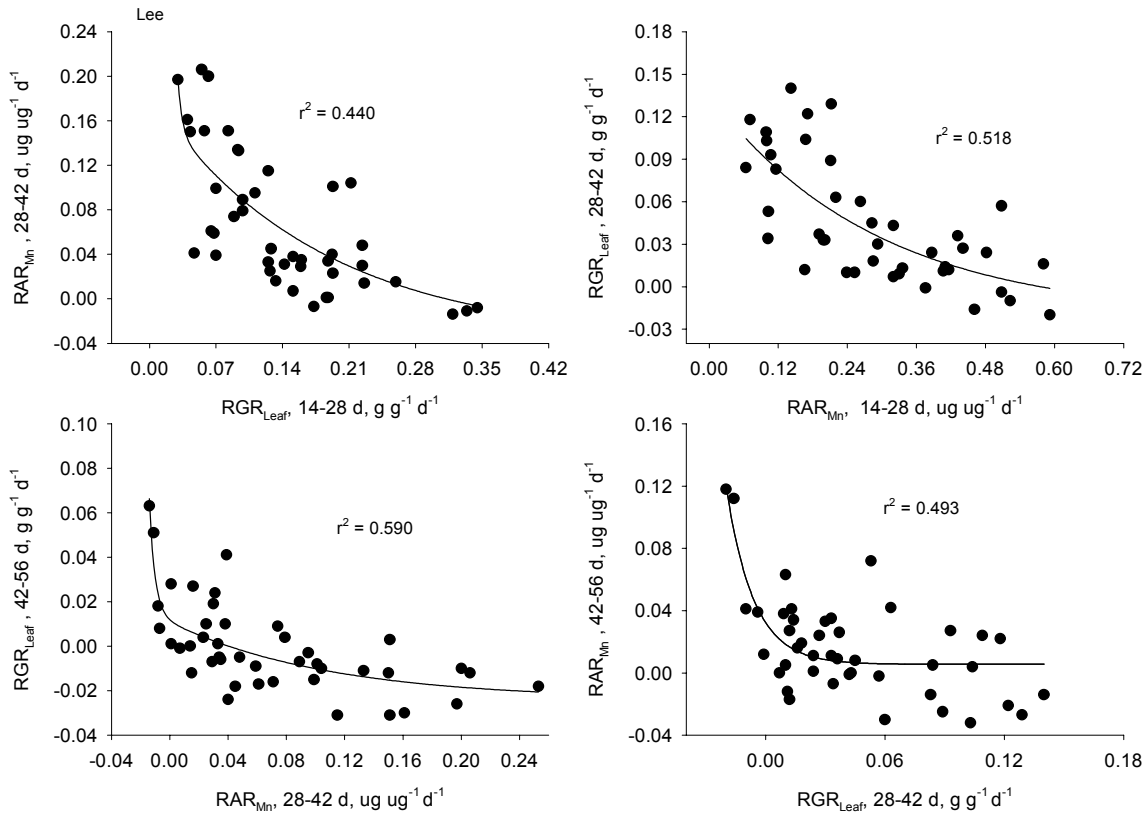 Lee
0.24
0.20
0.16
0.12
0.08
0.04
0.00
-0.04
RAR_Mn , 28-42 d, ug ug⁻¹ d⁻¹
r² = 0.440
0.00 0.07 0.14 0.21 0.28 0.35 0.42
RGR_Leaf, 14-28 d, g g⁻¹ d⁻¹
0.18
0.15
0.12
0.09
0.06
0.03
0.00
-0.03
RGR_Leaf, 28-42 d, g g⁻¹ d⁻¹
r² = 0.518
0.00 0.12 0.24 0.36 0.48 0.60 0.72
RAR_Mn, 14-28 d, ug ug⁻¹ d⁻¹
0.10
0.08
0.06
0.04
0.02
0.00
-0.02
-0.04
RGR_Leaf, 42-56 d, g g⁻¹ d⁻¹
r² = 0.590
-0.04 0.00 0.04 0.08 0.12 0.16 0.20 0.24
RAR_Mn, 28-42 d, ug ug⁻¹ d⁻¹
0.16
0.12
0.08
0.04
0.00
-0.04
RAR_Mn, 42-56 d, ug ug⁻¹ d⁻¹
r² = 0.493
0.00 0.06 0.12 0.18
RGR_Leaf, 28-42 d, g g⁻¹ d⁻¹